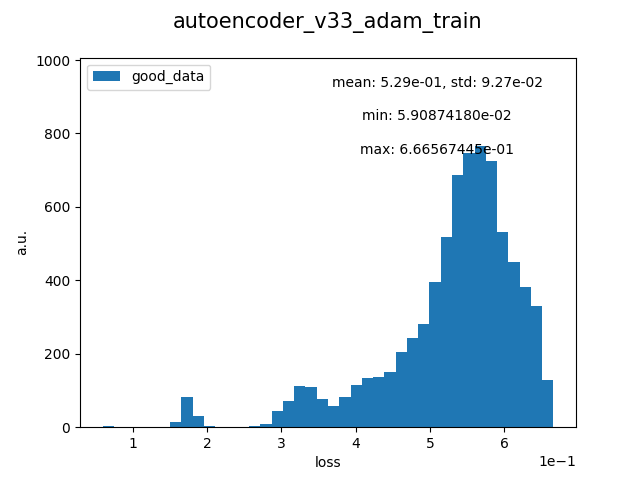 autoencoder_v33_adam_train
1000
800
600
400
200
0
a.u.
good_data
mean: 5.29e-01, std: 9.27e-02
min: 5.90874180e-02
max: 6.66567445e-01
1 2 3 4 5 6
loss
1e−1